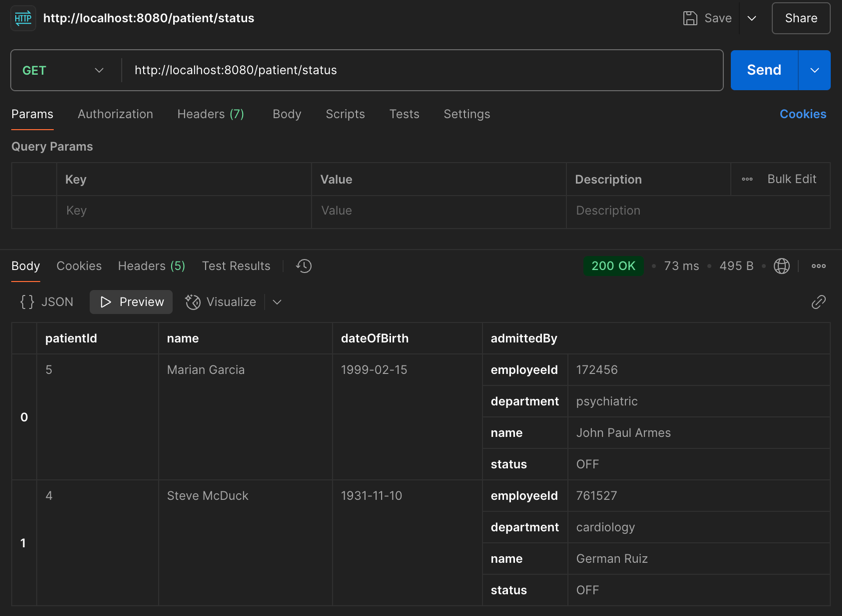 HTTP http://localhost:8080/patient/status Save Share
GET http://localhost:8080/patient/status Send
Params Authorization Headers (7) Body Scripts Tests Settings Cookies
Query Params
Key Value Description ooo Bulk Edit
Key Value Description
Body Cookies Headers (5) Test Results 200 OK • 73 ms • 495 B • ooo
{ } JSON Preview Visualize
patientId name dateOfBirth admittedBy
0 5 Marian Garcia 1999-02-15 employeeId 172456
department psychiatric
name John Paul Armes
status OFF
1 4 Steve McDuck 1931-11-10 employeeId 761527
department cardiology
name German Ruiz
status OFF